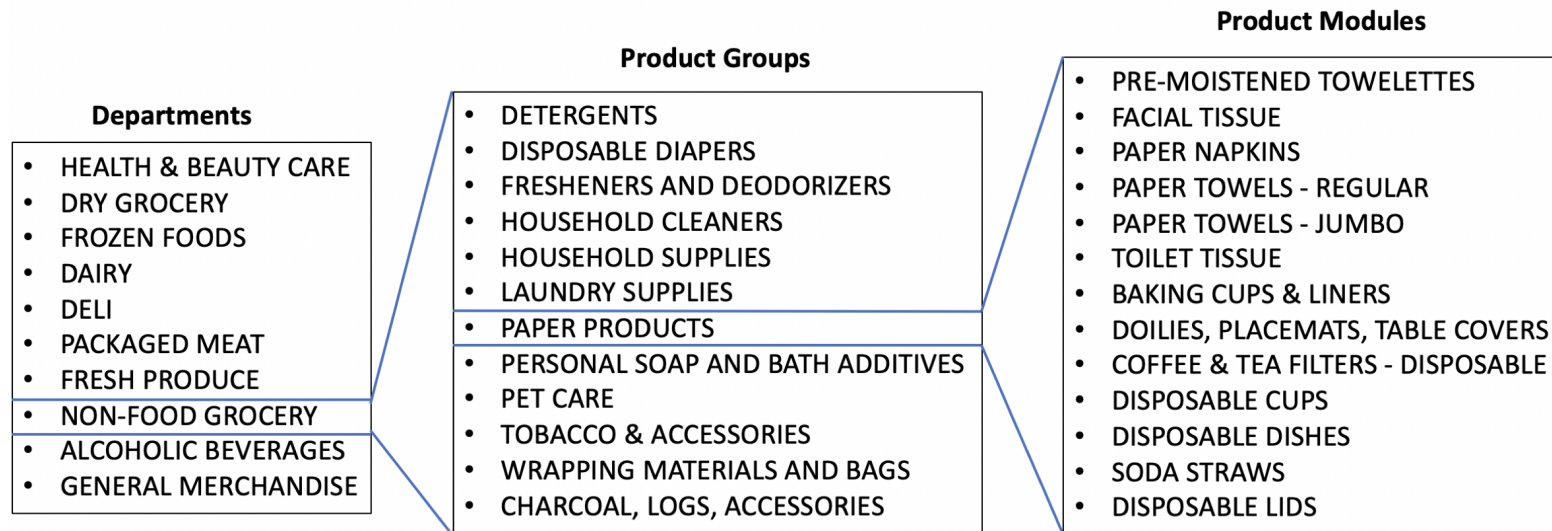 Departments
• HEALTH & BEAUTY CARE
• DRY GROCERY
• FROZEN FOODS
• DAIRY
• DELI
• PACKAGED MEAT
• FRESH PRODUCE
• NON-FOOD GROCERY
• ALCOHOLIC BEVERAGES
• GENERAL MERCHANDISE
Product Groups
• DETERGENTS
• DISPOSABLE DIAPERS
• FRESHENERS AND DEODORIZERS
• HOUSEHOLD CLEANERS
• HOUSEHOLD SUPPLIES
• LAUNDRY SUPPLIES
• PAPER PRODUCTS
• PERSONAL SOAP AND BATH ADDITIVES
• PET CARE
• TOBACCO & ACCESSORIES
• WRAPPING MATERIALS AND BAGS
• CHARCOAL, LOGS, ACCESSORIES
Product Modules
• PRE-MOISTENED TOWELETTES
• FACIAL TISSUE
• PAPER NAPKINS
• PAPER TOWELS - REGULAR
• PAPER TOWELS - JUMBO
• TOILET TISSUE
• BAKING CUPS & LINERS
• DOILIES, PLACEMATS, TABLE COVERS
• COFFEE & TEA FILTERS - DISPOSABLE
• DISPOSABLE CUPS
• DISPOSABLE DISHES
• SODA STRAWS
• DISPOSABLE LIDS